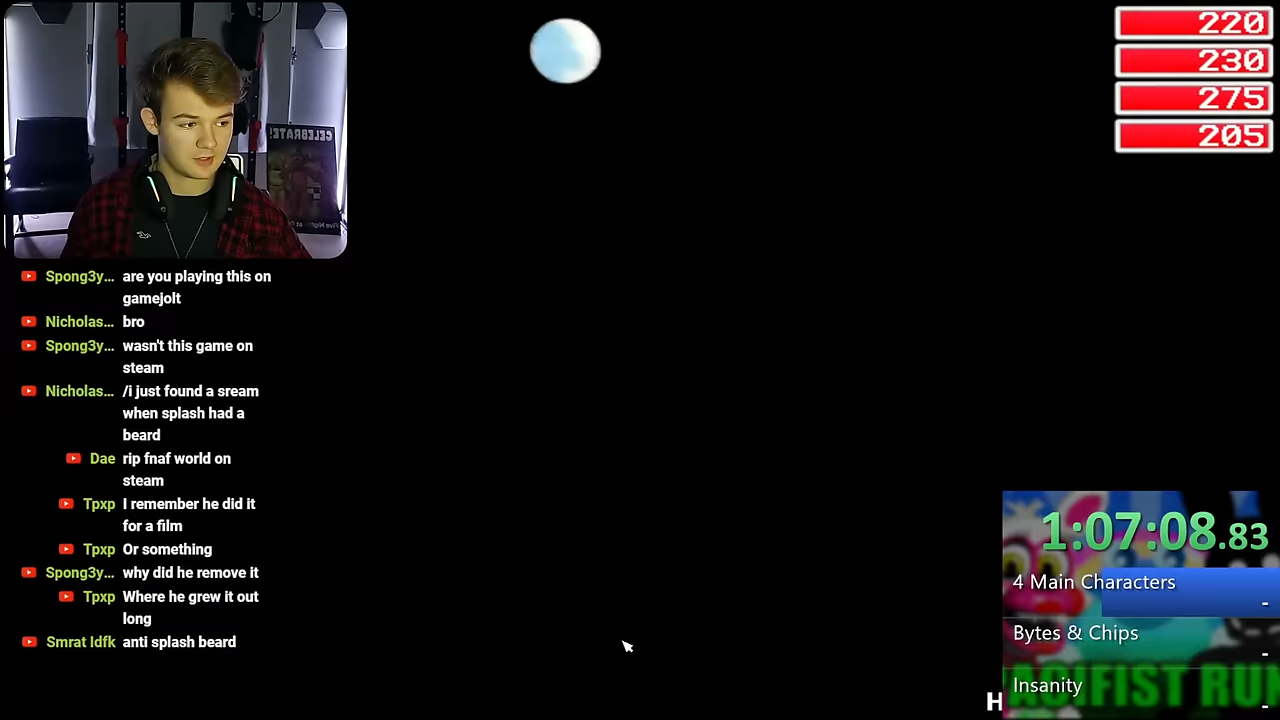 220
230
275
205
CELEBRATE!
Spong3y... are you playing this on
gamejolt
Nicholas... bro
Spong3y... wasn't this game on
steam
Nicholas... /i just found a sream
when splash had a
beard
Dae rip fnaf world on
steam
Tpxp I remember he did it
for a film
Tpxp Or something
Spong3y... why did he remove it
Tpxp Where he grew it out
long
Smrat Idfk anti splash beard
1:07:08.83
4 Main Characters
-
Bytes & Chips
-
Insanity
-
H
ACIFIST RUN